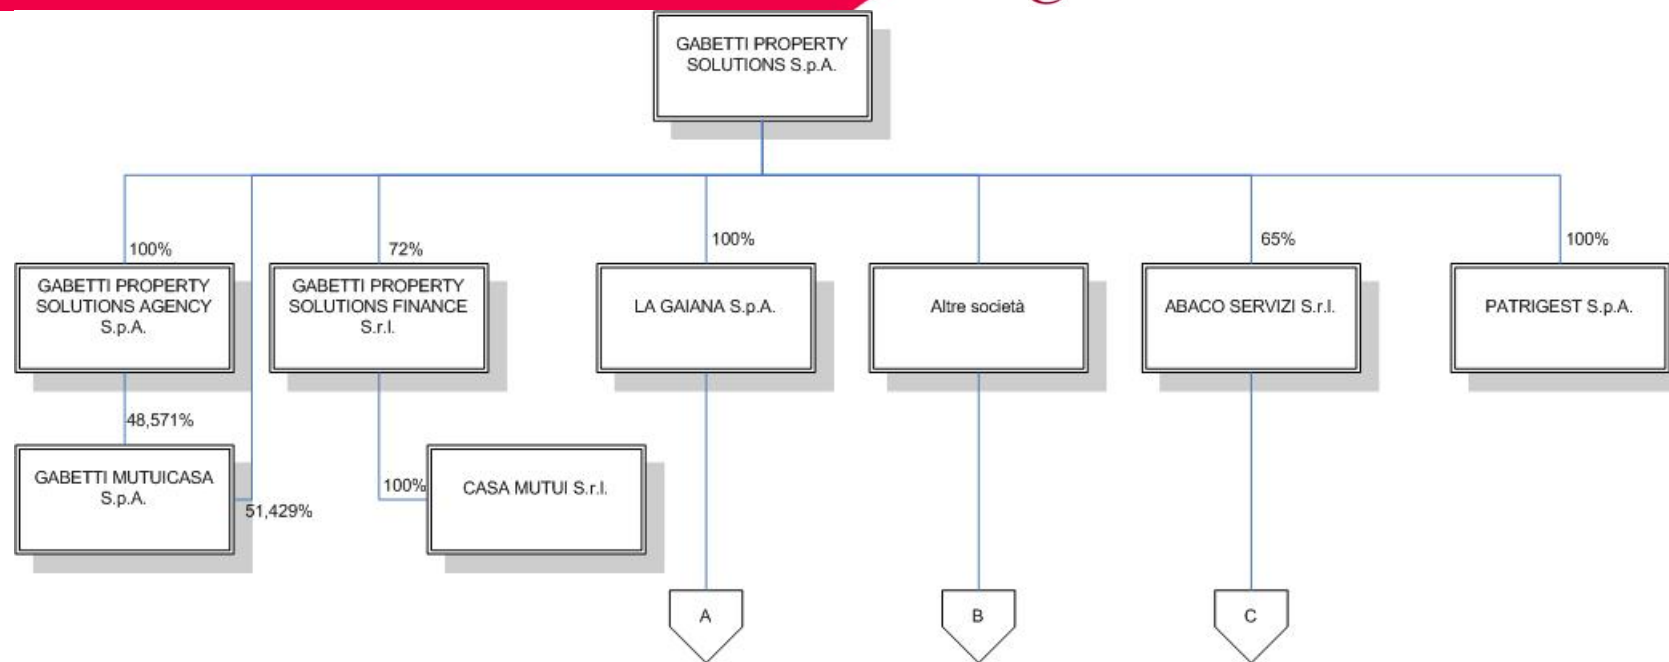 GABETTI PROPERTY
SOLUTIONS S.p.A.
100%
72%
100%
65%
100%
GABETTI PROPERTY
SOLUTIONS AGENCY
S.p.A.
GABETTI PROPERTY
SOLUTIONS FINANCE
S.r.l.
LA GAIANA S.p.A.
Altre società
ABACO SERVIZI S.r.l.
PATRIGEST S.p.A.
48,571%
GABETTI MUTUICASA
S.p.A.
51,429%
100%
CASA MUTUI S.r.l.
A
B
C